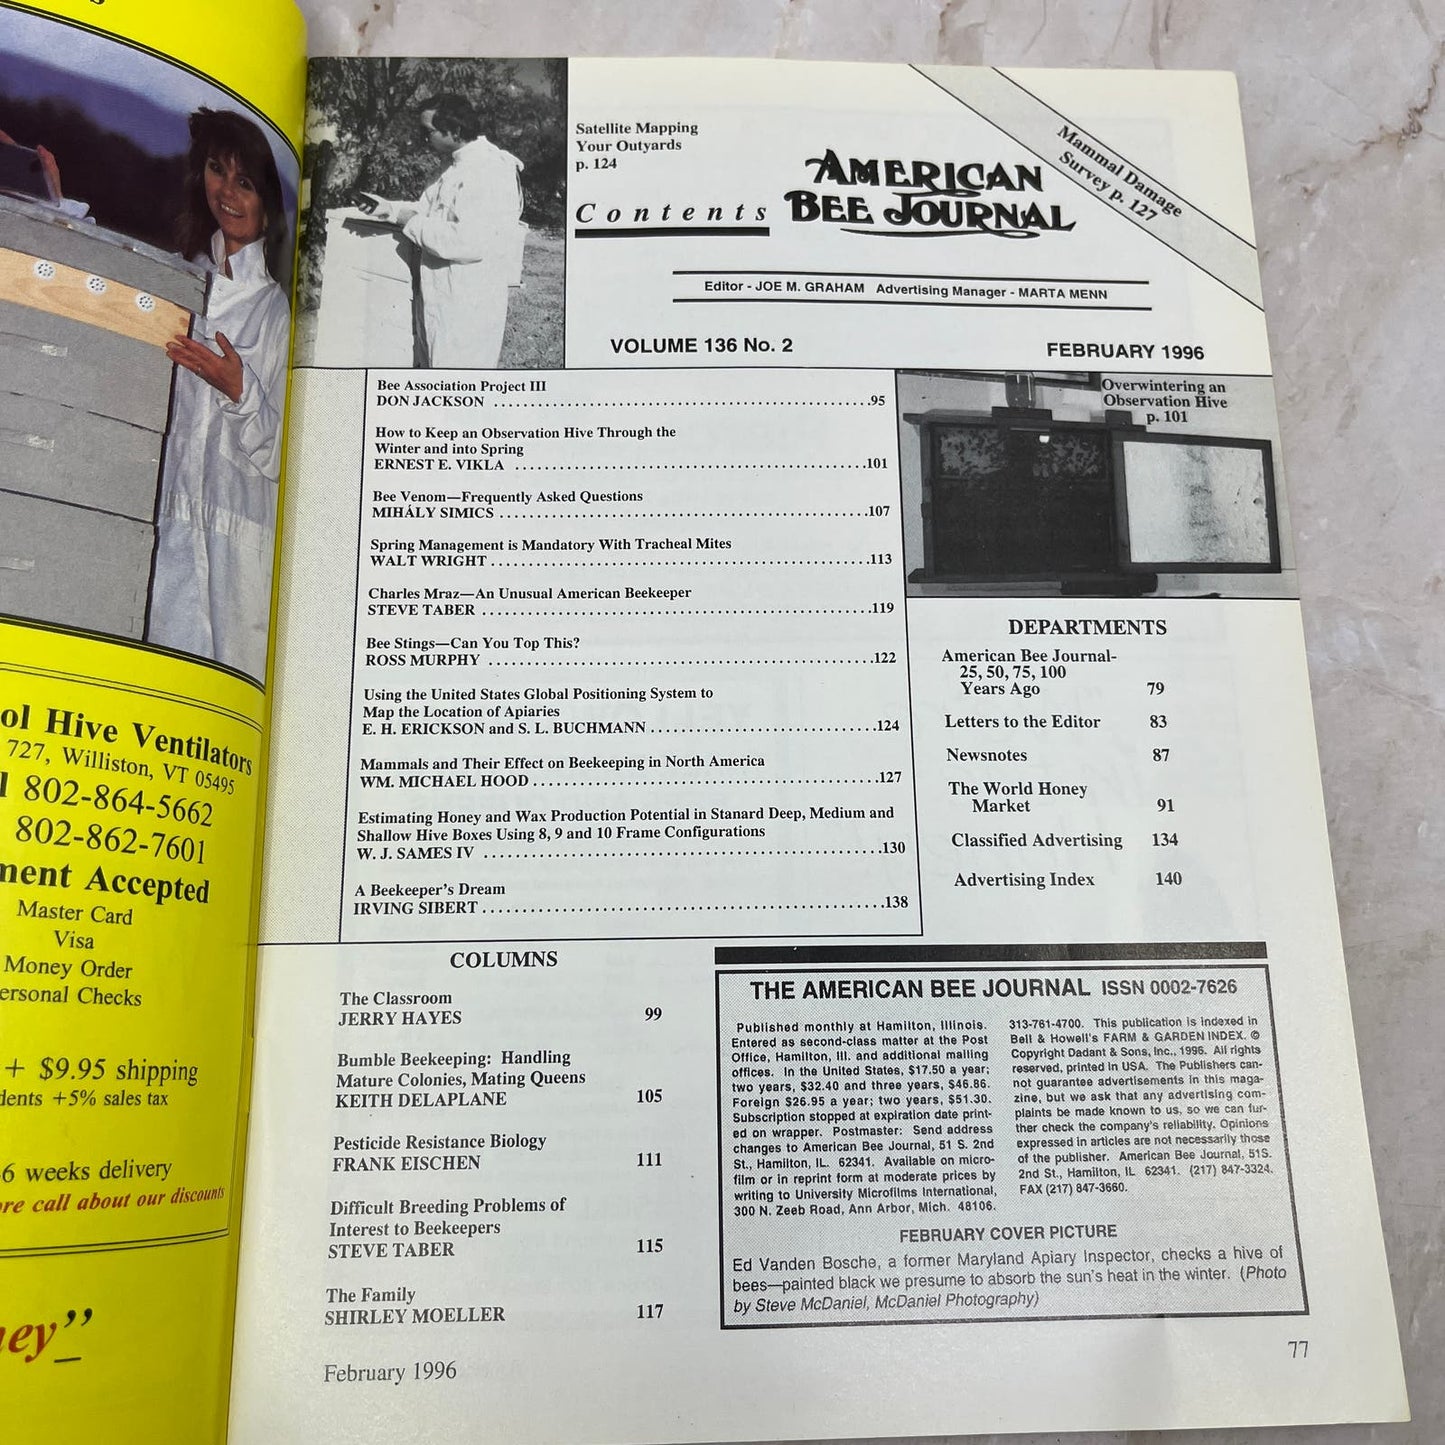 ol Hive Ventilators
727, Williston, VT 05495
802-864-5662
802-862-7601
ment Accepted
Master Card
Visa
Money Order
ersonal Checks
+ $9.95 shipping
dents +5% sales tax
6 weeks delivery
re call about our discounts
ey"
Satellite Mapping
Your Outyards
p. 124
Contents
AMERICAN
BEE JOURNAL
Mammal Damage
Survey p. 127
Editor - JOE M. GRAHAM Advertising Manager - MARTA MENN
VOLUME 136 No. 2
FEBRUARY 1996
Bee Association Project III
DON JACKSON ..........95
How to Keep an Observation Hive Through the
Winter and into Spring
ERNEST E. VIKLA ..........101
Bee Venom—Frequently Asked Questions
MIHÁLY SIMICS ..........107
Spring Management is Mandatory With Tracheal Mites
WALT WRIGHT ..........113
Charles Mraz—An Unusual American Beekeeper
STEVE TABER ..........119
Bee Stings—Can You Top This?
ROSS MURPHY ..........122
Using the United States Global Positioning System to
Map the Location of Apiaries
E. H. ERICKSON and S. L. BUCHMANN ..........124
Mammals and Their Effect on Beekeeping in North America
WM. MICHAEL HOOD ..........127
Estimating Honey and Wax Production Potential in Stanard Deep, Medium and
Shallow Hive Boxes Using 8, 9 and 10 Frame Configurations
W. J. SAMES IV ..........130
A Beekeeper's Dream
IRVING SIBERT ..........138
Overwintering an
Observation Hive
p. 101
DEPARTMENTS
American Bee Journal-
25, 50, 75, 100
Years Ago 79
Letters to the Editor 83
Newsnotes 87
The World Honey
Market 91
Classified Advertising 134
Advertising Index 140
COLUMNS
The Classroom
JERRY HAYES 99
Bumble Beekeeping: Handling
Mature Colonies, Mating Queens
KEITH DELAPLANE 105
Pesticide Resistance Biology
FRANK EISCHEN 111
Difficult Breeding Problems of
Interest to Beekeepers
STEVE TABER 115
The Family
SHIRLEY MOELLER 117
THE AMERICAN BEE JOURNAL ISSN 0002-7626
Published monthly at Hamilton, Illinois.
Entered as second-class matter at the Post
Office, Hamilton, Ill. and additional mailing
offices. In the United States, $17.50 a year;
two years, $32.40 and three years, $46.86.
Foreign $26.95 a year; two years, $51.30.
Subscription stopped at expiration date print-
ed on wrapper. Postmaster: Send address
changes to American Bee Journal, 51 S. 2nd
St., Hamilton, IL. 62341. Available on micro-
film or in reprint form at moderate prices by
writing to University Microfilms International,
300 N. Zeeb Road, Ann Arbor, Mich. 48106.
313-761-4700. This publication is indexed in
Bell & Howell's FARM & GARDEN INDEX. ©
Copyright Dadant & Sons, Inc., 1996. All rights
reserved, printed in USA. The Publishers can-
not guarantee advertisements in this maga-
zine, but we ask that any advertising com-
plaints be made known to us, so we can fur-
ther check the company's reliability. Opinions
expressed in articles are not necessarily those
of the publisher. American Bee Journal, 51S.
2nd St., Hamilton, IL 62341. (217) 847-3324.
FAX (217) 847-3660.
FEBRUARY COVER PICTURE
Ed Vanden Bosche, a former Maryland Apiary Inspector, checks a hive of
bees—painted black we presume to absorb the sun's heat in the winter. (Photo
by Steve McDaniel, McDaniel Photography)
February 1996
77